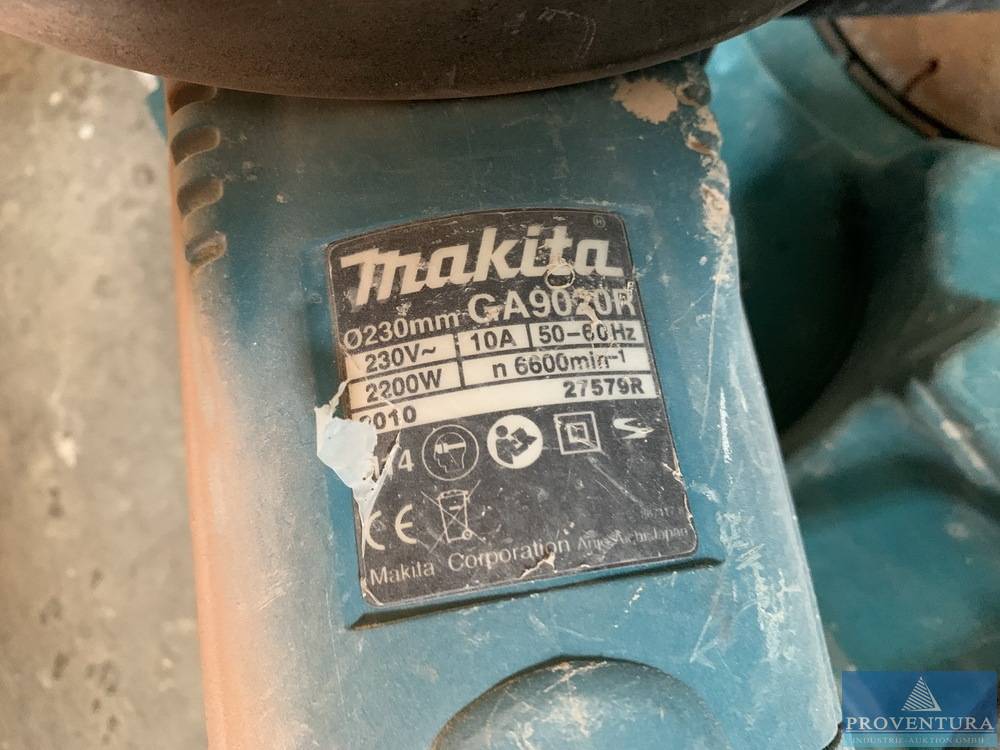 makita®
Ø230mm GA9020R
230V~ 10A 50-60Hz
2200W n 6600min⁻¹
2010 27579R
CE
Makita Corporation Japan
PROVENTURA
INDUSTRIE-AUKTION GMBH